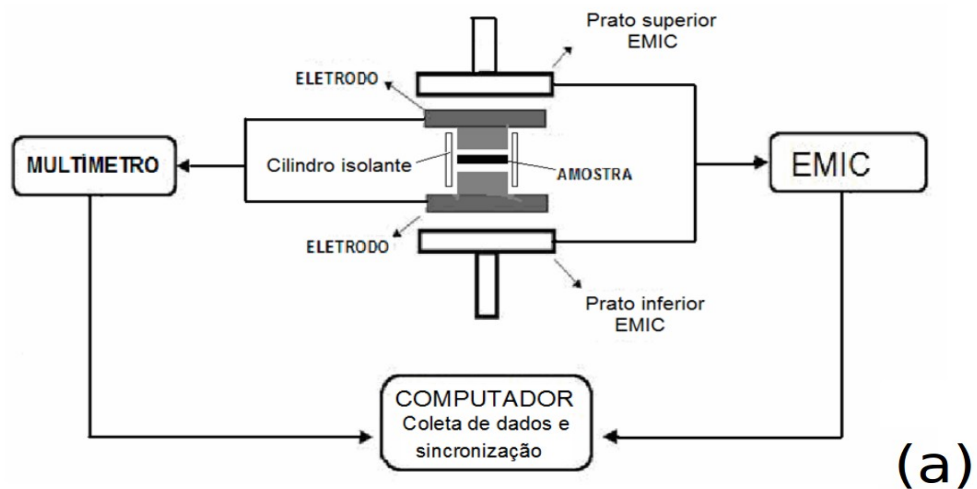 Prato superior
EMIC
ELETRODO
MULTÍMETRO
Cilindro isolante
AMOSTRA
EMIC
ELETRODO
Prato inferior
EMIC
COMPUTADOR
Coleta de dados e
sincronização
(a)